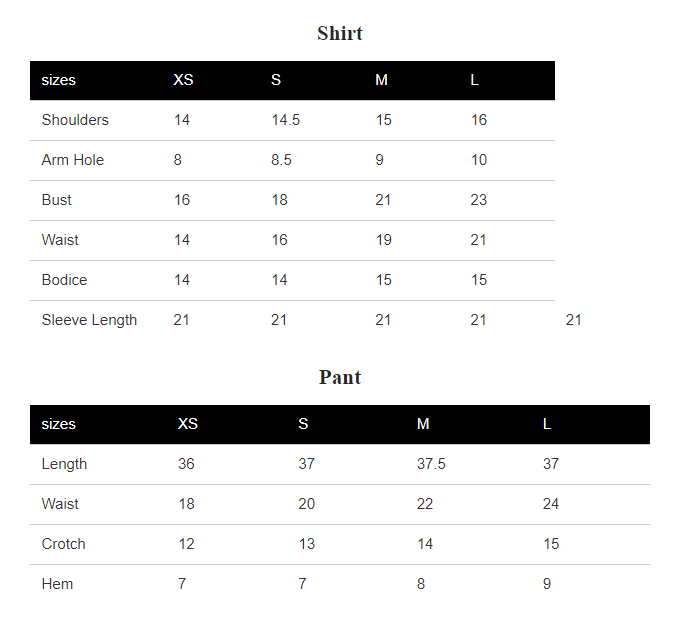 Shirt
sizes XS S M L
Shoulders 14 14.5 15 16
Arm Hole 8 8.5 9 10
Bust 16 18 21 23
Waist 14 16 19 21
Bodice 14 14 15 15
Sleeve Length 21 21 21 21 21
Pant
sizes XS S M L
Length 36 37 37.5 37
Waist 18 20 22 24
Crotch 12 13 14 15
Hem 7 7 8 9